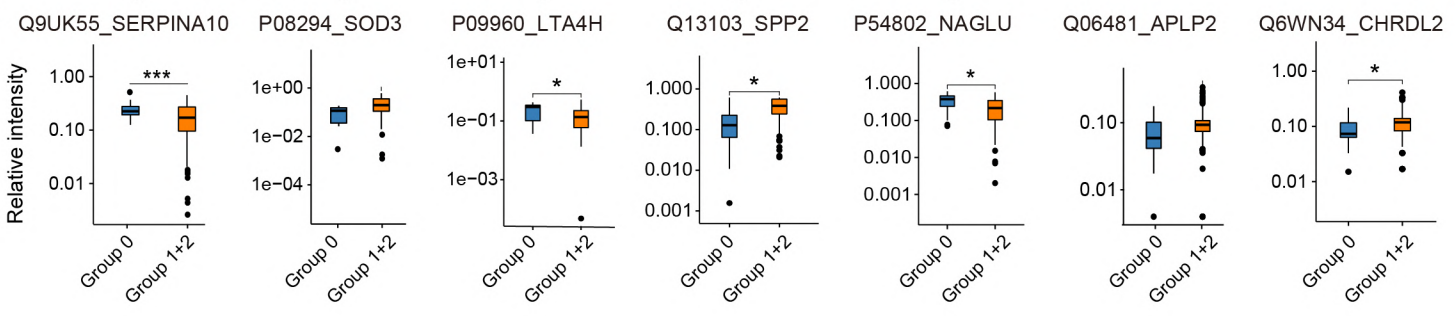 Q9UK55_SERPINA10 P08294_SOD3 P09960_LTA4H Q13103_SPP2 P54802_NAGLU Q06481_APLP2 Q6WN34_CHRDL2
Relative intensity
1.00
0.10
0.01
***
Group 0
Group 1+2
1e+00
1e−02
1e−04
Group 0
Group 1+2
1e+01
1e−01
1e−03
*
Group 0
Group 1+2
1.000
0.100
0.010
0.001
*
Group 0
Group 1+2
1.000
0.100
0.010
0.001
*
Group 0
Group 1+2
0.10
0.01
Group 0
Group 1+2
1.00
0.10
0.01
*
Group 0
Group 1+2